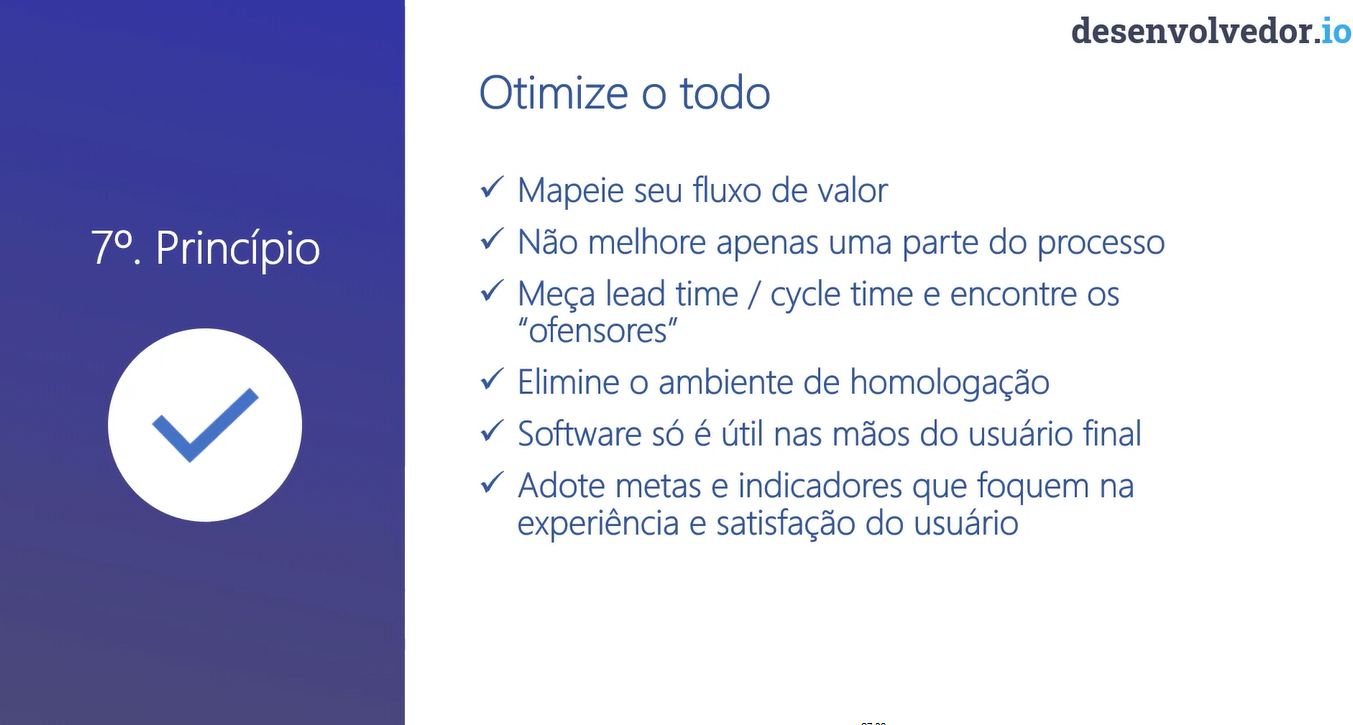 desenvolvedor.io
Otimize o todo
7º. Princípio
Mapeie seu fluxo de valor
Não melhore apenas uma parte do processo
Meça lead time / cycle time e encontre os
“ofensores”
Elimine o ambiente de homologação
Software só é útil nas mãos do usuário final
Adote metas e indicadores que foquem na
experiência e satisfação do usuário